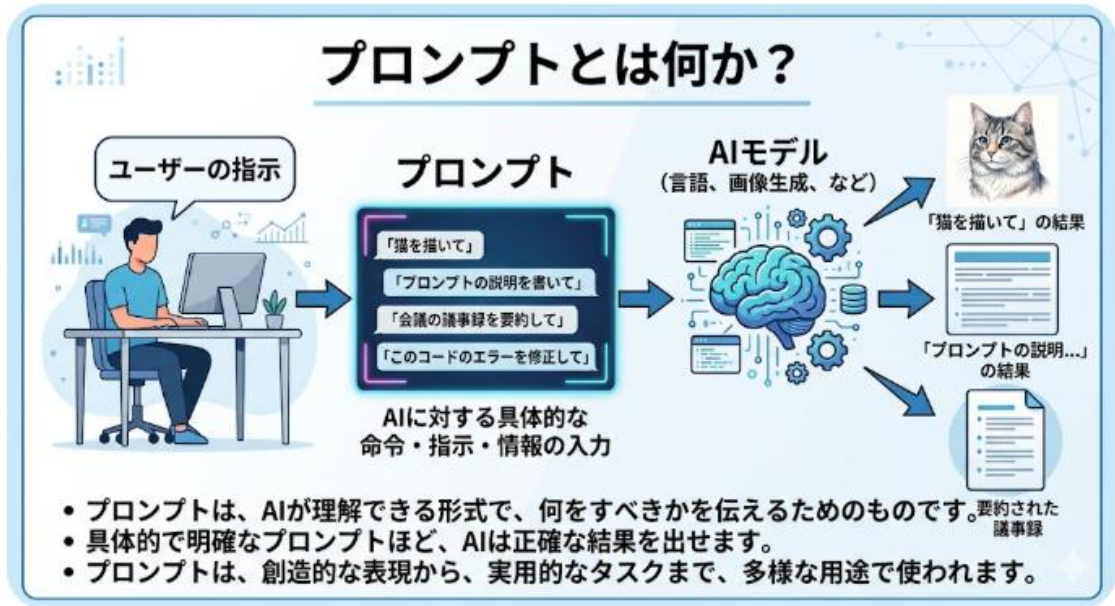 プロンプトとは何か？
ユーザーの指示
プロンプト
「猫を描いて」
「プロンプトの説明を書いて」
「会議の議事録を要約して」
「このコードのエラーを修正して」
AIに対する具体的な
命令・指示・情報の入力
AIモデル
（言語、画像生成、など）
「猫を描いて」の結果
「プロンプトの説明...」
の結果
要約された
議事録
• プロンプトは、AIが理解できる形式で、何をすべきかを伝えるためのものです。
• 具体的で明確なプロンプトほど、AIは正確な結果を出せます。
• プロンプトは、創造的な表現から、実用的なタスクまで、多様な用途で使われます。